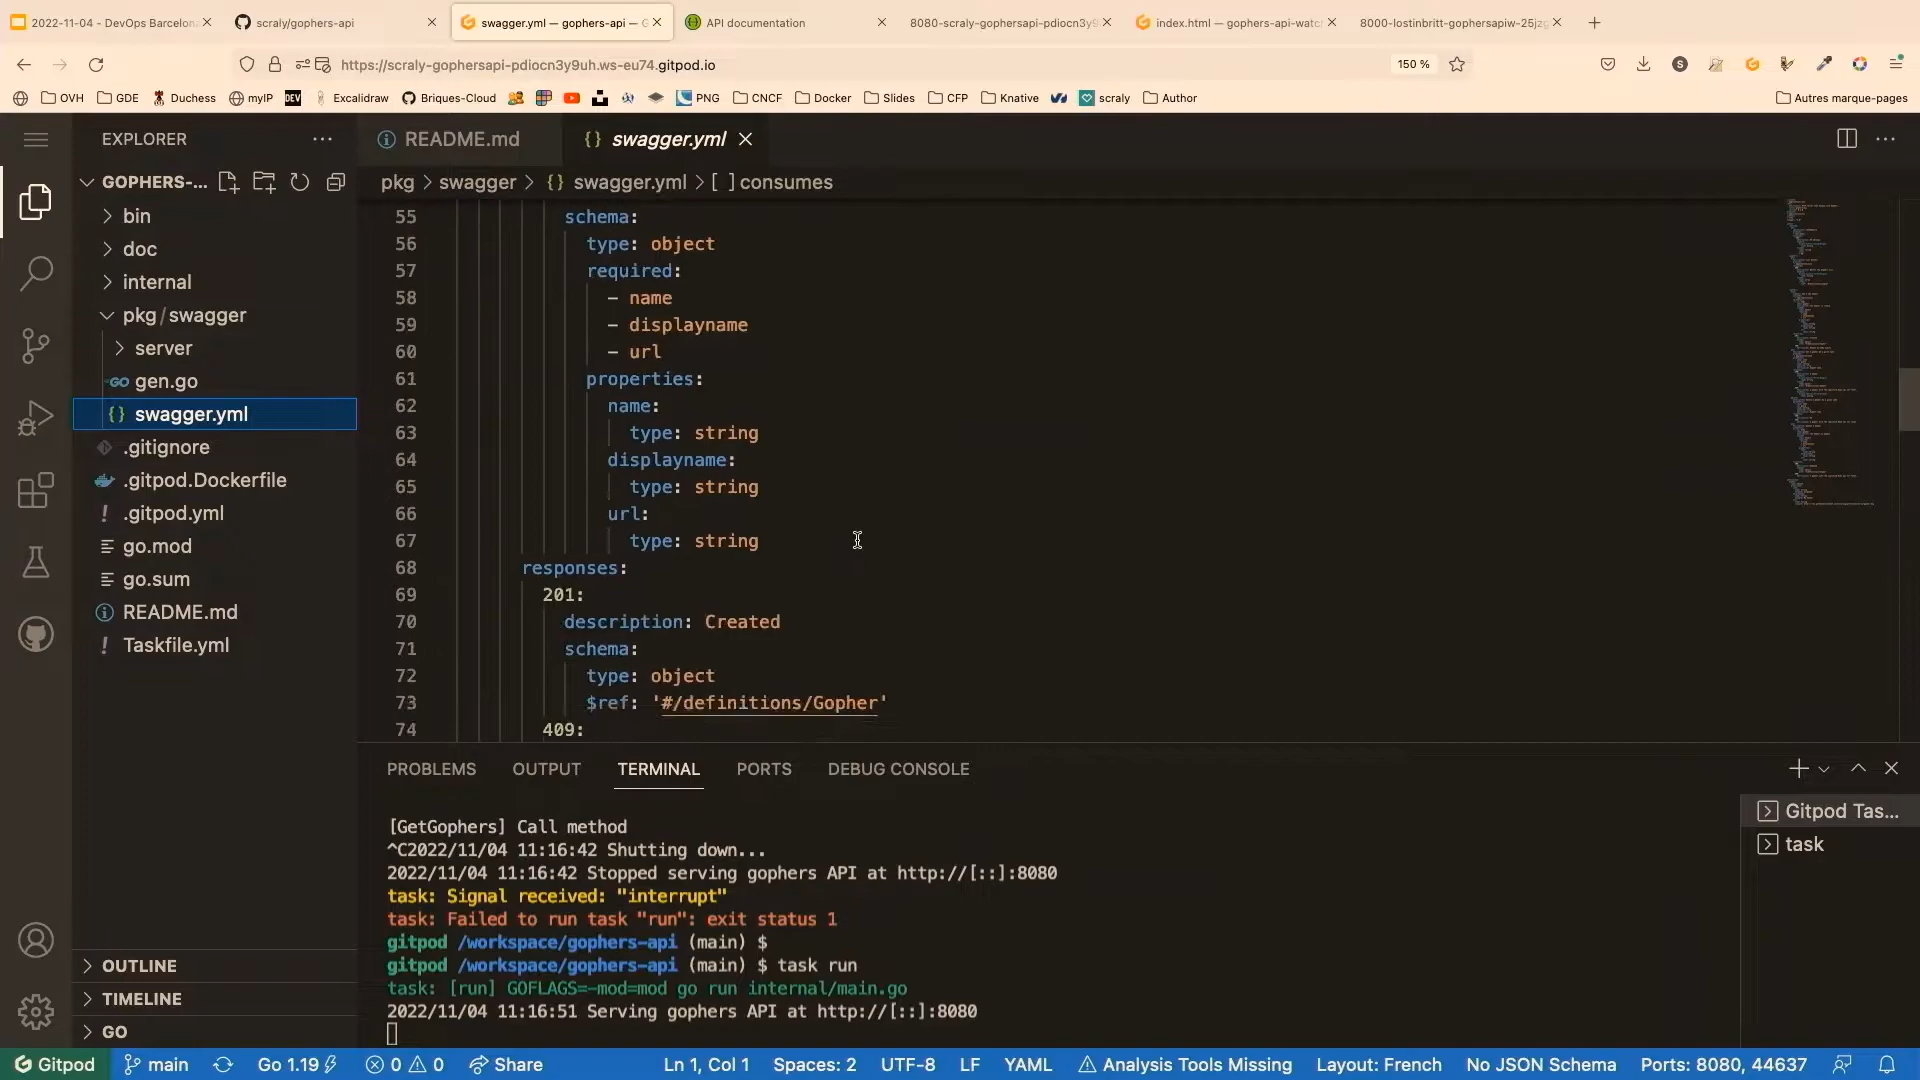 2022-11-04 - DevOps Barcelon
scraly/gophers-api
swagger.yml — gophers-api — G
API documentation
8080-scraly-gophersapi-pdiocn3y9
index.html — gophers-api-watc
8000-lostinbritt-gophersapiw-25jzg
https://scraly-gophersapi-pdiocn3y9uh.ws-eu74.gitpod.io
150 %
OVH
GDE
Duchess
myIP
DEV
Excalidraw
Briques-Cloud
PNG
CNCF
Docker
Slides
CFP
Knative
scraly
Author
Autres marque-pages
EXPLORER
README.md
swagger.yml
GOPHERS-...
pkg > swagger > {} swagger.yml > [ ] consumes
bin
doc
internal
pkg / swagger
server
GO gen.go
{} swagger.yml
.gitignore
.gitpod.Dockerfile
! .gitpod.yml
go.mod
go.sum
README.md
! Taskfile.yml
OUTLINE
TIMELINE
GO
55 schema:
56 type: object
57 required:
58 - name
59 - displayname
60 - url
61 properties:
62 name:
63 type: string
64 displayname:
65 type: string
66 url:
67 type: string
68 responses:
69 201:
70 description: Created
71 schema:
72 type: object
73 $ref: '#/definitions/Gopher'
74 409:
PROBLEMS
OUTPUT
TERMINAL
PORTS
DEBUG CONSOLE
[GetGophers] Call method
^C2022/11/04 11:16:42 Shutting down...
2022/11/04 11:16:42 Stopped serving gophers API at http://[::]:8080
task: Signal received: "interrupt"
task: Failed to run task "run": exit status 1
gitpod /workspace/gophers-api (main) $
gitpod /workspace/gophers-api (main) $ task run
task: [run] GOFLAGS=-mod=mod go run internal/main.go
2022/11/04 11:16:51 Serving gophers API at http://[::]:8080
Gitpod Tas...
task
Gitpod
main
Go 1.19
0
0
Share
Ln 1, Col 1
Spaces: 2
UTF-8
LF
YAML
Analysis Tools Missing
Layout: French
No JSON Schema
Ports: 8080, 44637